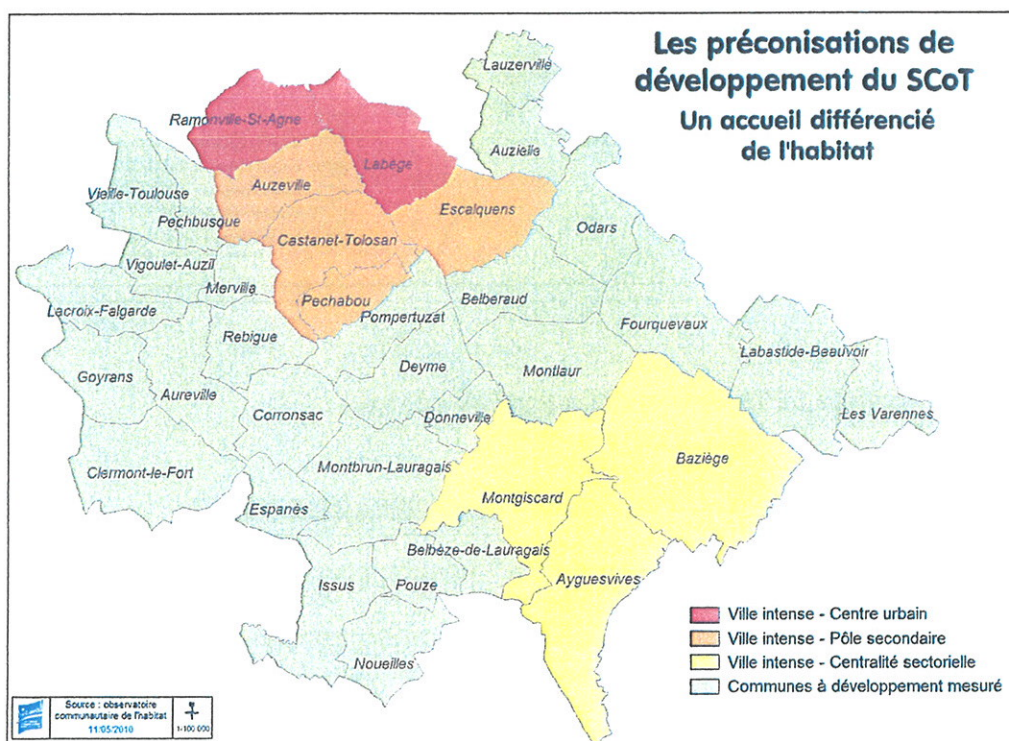 Les préconisations de
développement du SCoT
Un accueil différencié
de l'habitat
Lauzerville
Ramonville-St-Agne
Auzielle
Labège
Auzeville
Vieille-Toulouse
Escalquens
Pechbusque
Odars
Castanet-Tolosan
Vigoulet-Auzil
Mervilla
Pechabou
Belberaud
Lacroix-Falgarde
Pompertuzat
Fourquevaux
Rebigue
Labastide-Beauvoir
Deyme
Montlaur
Goyrans
Aureville
Corronsac
Donneville
Les Varennes
Baziège
Clermont-le-Fort
Montbrun-Lauragais
Montgiscard
Espanès
Belbèze-de-Lauragais
Issus
Pouze
Ayguesvives
Noueilles
Ville intense - Centre urbain
Ville intense - Pôle secondaire
Ville intense - Centralité sectorielle
Communes à développement mesuré
Source : observatoire
communautaire de l'habitat
11/05/2010
1-100 000